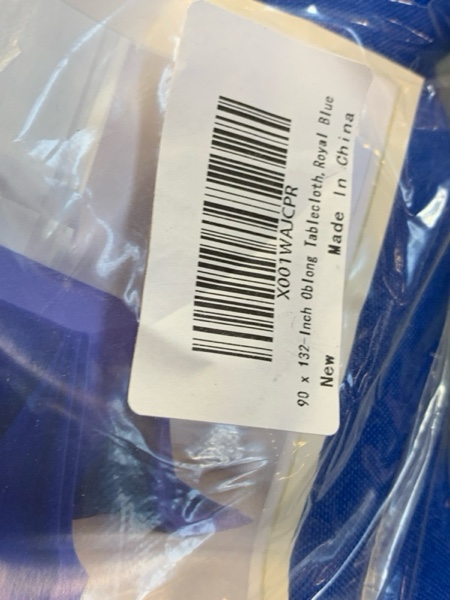 X001WAJCPR
90 x 132-Inch Oblong Tablecloth,Royal Blue
New Made In China